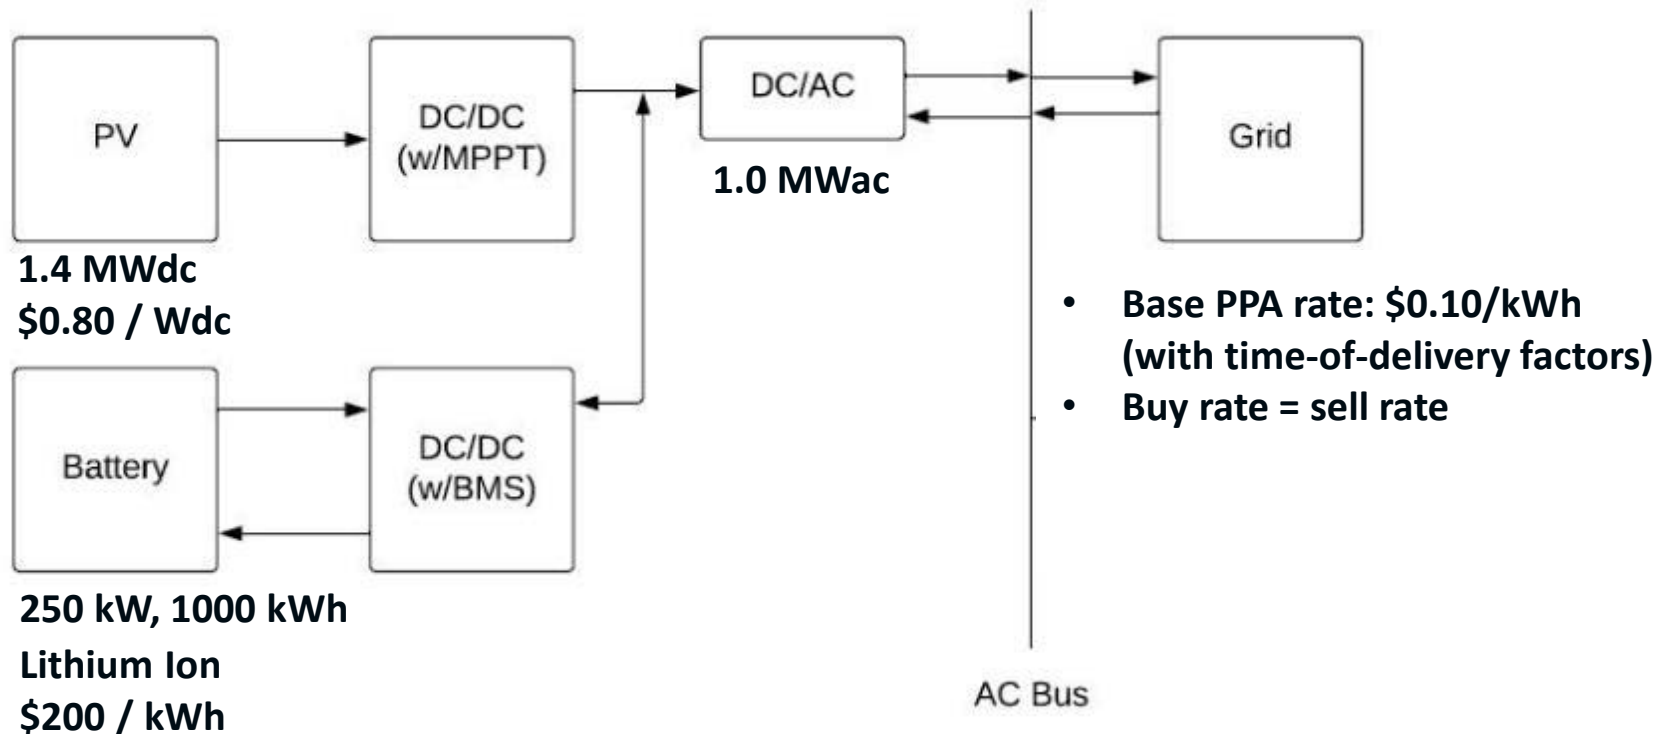 PV
DC/DC
(w/MPPT)
DC/AC
Grid
1.0 MWac
1.4 MWdc
$0.80 / Wdc
• Base PPA rate: $0.10/kWh
(with time-of-delivery factors)
• Buy rate = sell rate
Battery
DC/DC
(w/BMS)
250 kW, 1000 kWh
Lithium Ion
$200 / kWh
AC Bus